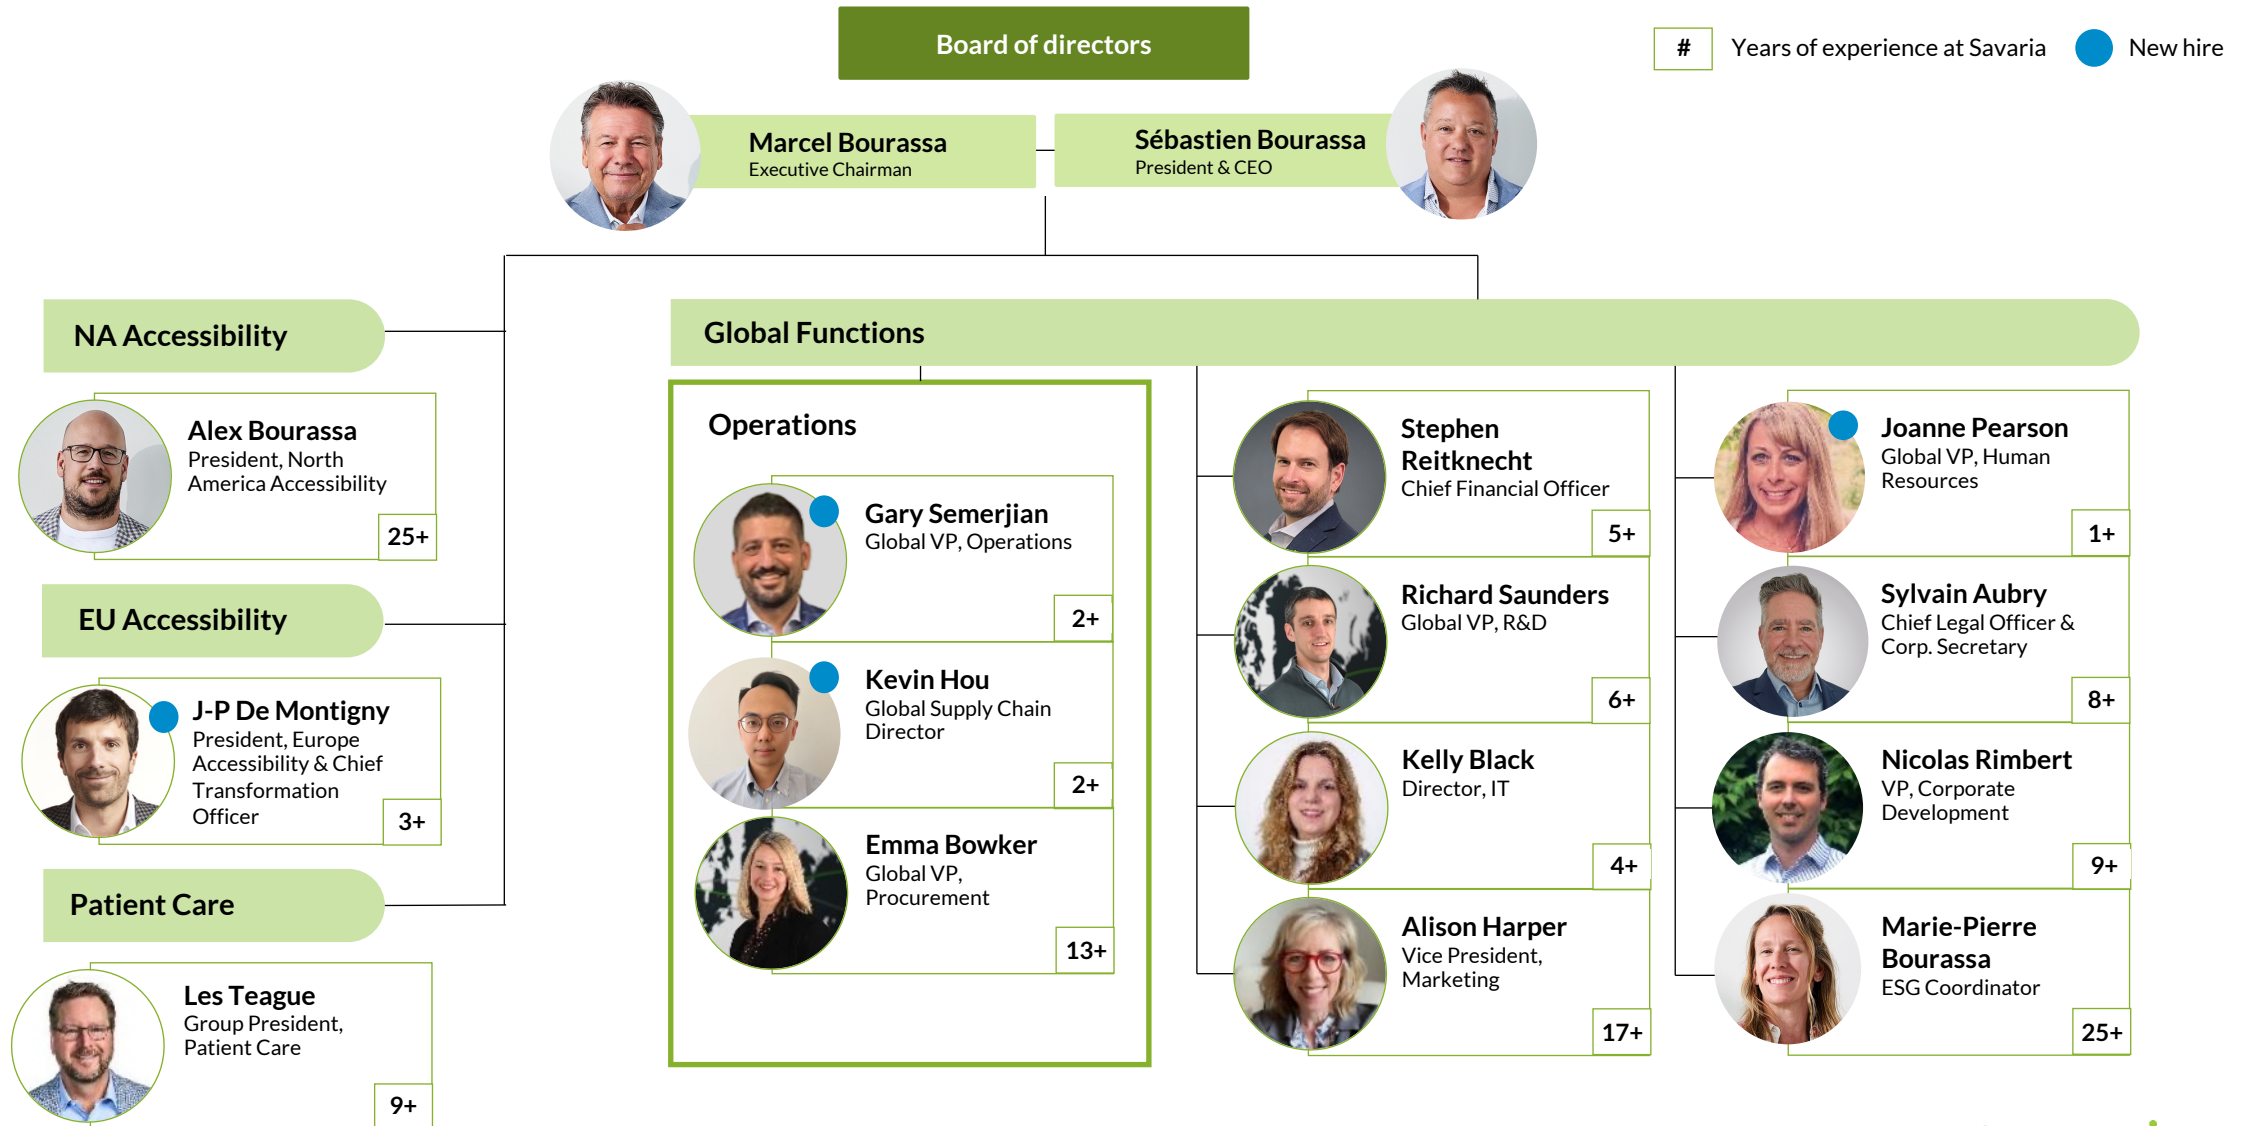 Board of directors
# Years of experience at Savaria New hire
Marcel Bourassa
Executive Chairman
Sébastien Bourassa
President & CEO
NA Accessibility
Alex Bourassa
President, North
America Accessibility
25+
EU Accessibility
J-P De Montigny
President, Europe
Accessibility & Chief
Transformation
Officer
3+
Patient Care
Les Teague
Group President,
Patient Care
9+
Global Functions
Operations
Gary Semerjian
Global VP, Operations
2+
Kevin Hou
Global Supply Chain
Director
2+
Emma Bowker
Global VP,
Procurement
13+
Stephen
Reitknecht
Chief Financial Officer
5+
Richard Saunders
Global VP, R&D
6+
Kelly Black
Director, IT
4+
Alison Harper
Vice President,
Marketing
17+
Joanne Pearson
Global VP, Human
Resources
1+
Sylvain Aubry
Chief Legal Officer &
Corp. Secretary
8+
Nicolas Rimbert
VP, Corporate
Development
9+
Marie-Pierre
Bourassa
ESG Coordinator
25+